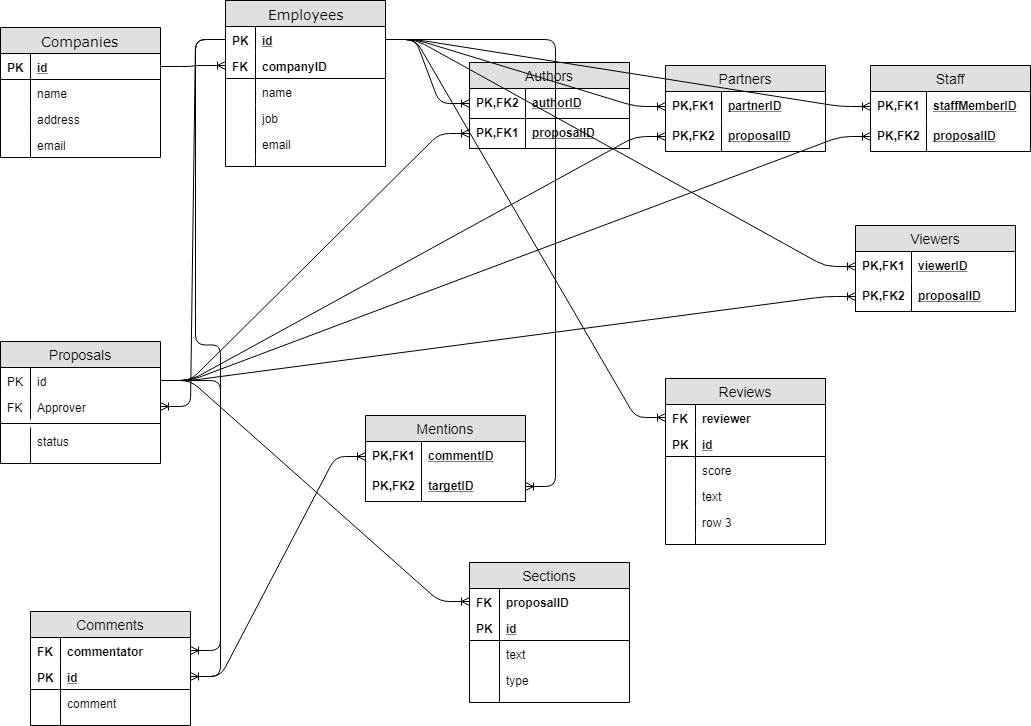 Companies
PK id
name
address
email
Employees
PK id
FK companyID
name
job
email
Authors
PK,FK2 authorID
PK,FK1 proposalID
Partners
PK,FK1 partnerID
PK,FK2 proposalID
Staff
PK,FK1 staffMemberID
PK,FK2 proposalID
Viewers
PK,FK1 viewerID
PK,FK2 proposalID
Proposals
PK id
FK Approver
status
Mentions
PK,FK1 commentID
PK,FK2 targetID
Reviews
FK reviewer
PK id
score
text
row 3
Sections
FK proposalID
PK id
text
type
Comments
FK commentator
PK id
comment